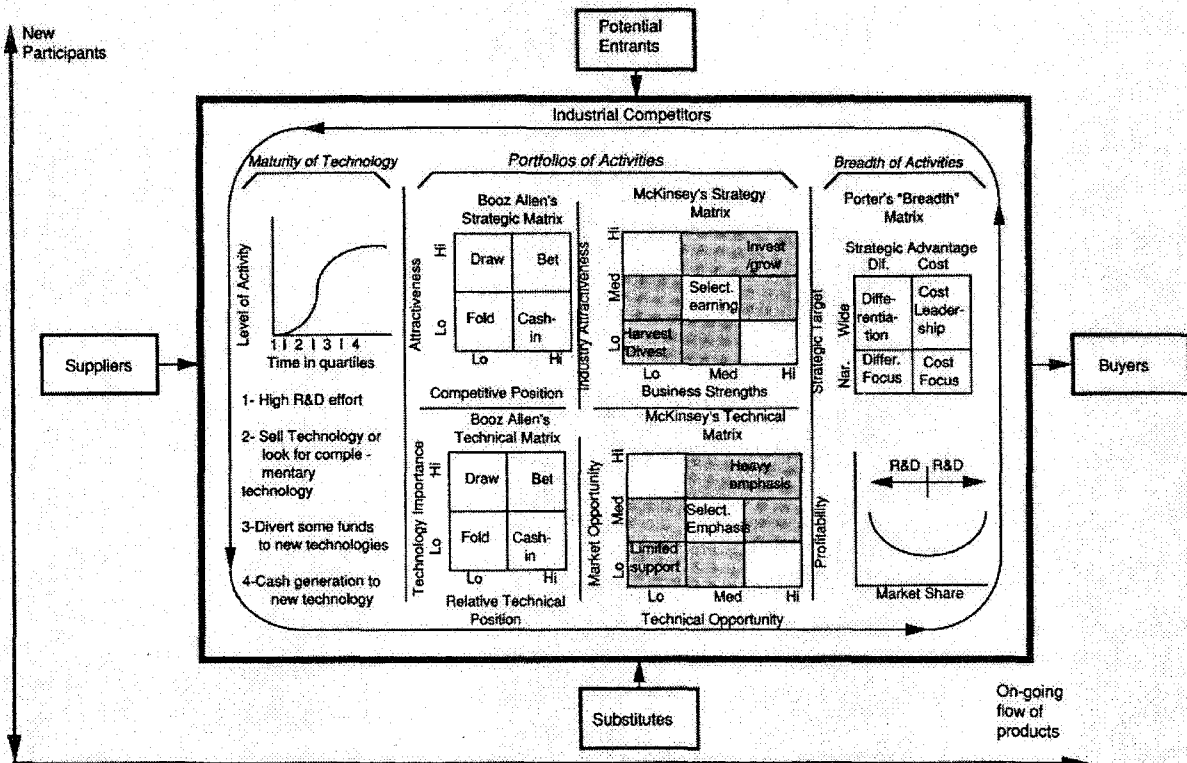 New
Participants
Potential
Entrants
Industrial Competitors
Maturity of Technology
Portfolios of Activities
Breadth of Activities
Level of Activity
1 | 2 | 3 | 4
Time in quartiles
1- High R&D effort
2- Sell Technology or
look for comple -
mentary
technology
3-Divert some funds
to new technologies
4-Cash generation to
new technology
Booz Allen's
Strategic Matrix
Attractiveness
Hi
Lo
Draw
Bet
Fold
Cash-
in
Lo
Hi
Competitive Position
Booz Allen's
Technical Matrix
Technology Importance
Hi
Lo
Draw
Bet
Fold
Cash-
in
Lo
Hi
Relative Technical
Position
McKinsey's Strategy
Matrix
Industry Attractiveness
Hi
Med
Lo
Invest
/grow
Select.
earning
Harvest
/Divest
Lo
Med
Hi
Business Strengths
McKinsey's Technical
Matrix
Market Opportunity
Hi
Med
Lo
Heavy
emphasis
Select.
Emphasis
Limited
support
Lo
Med
Hi
Technical Opportunity
Porter's "Breadth"
Matrix
Strategic Advantage
Dif.
Cost
Strategic Target
Wide
Nar.
Diffe-
rentia-
tion
Cost
Leader-
ship
Differ.
Focus
Cost
Focus
R&D
R&D
Profitability
Market Share
Suppliers
Buyers
Substitutes
On-going
flow of
products